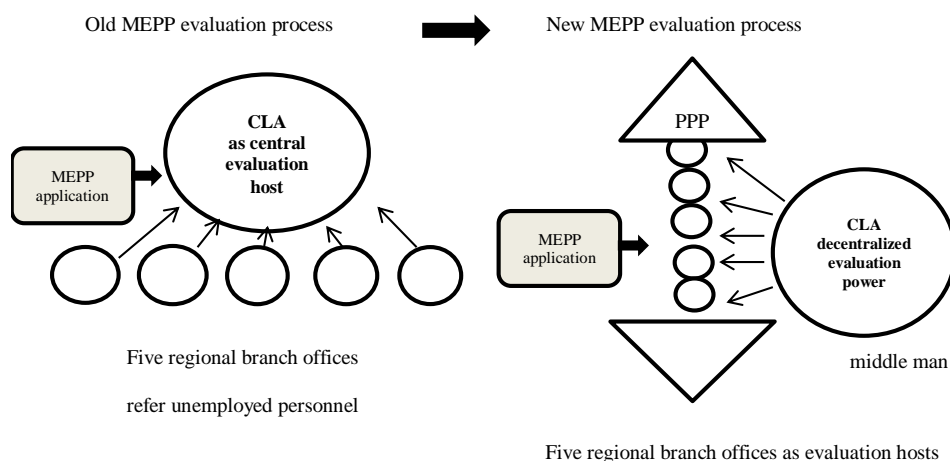 Old MEPP evaluation process
New MEPP evaluation process
CLA
as central
evaluation
host
MEPP
application
Five regional branch offices
refer unemployed personnel
PPP
MEPP
application
CLA
decentralized
evaluation
power
middle man
Five regional branch offices as evaluation hosts